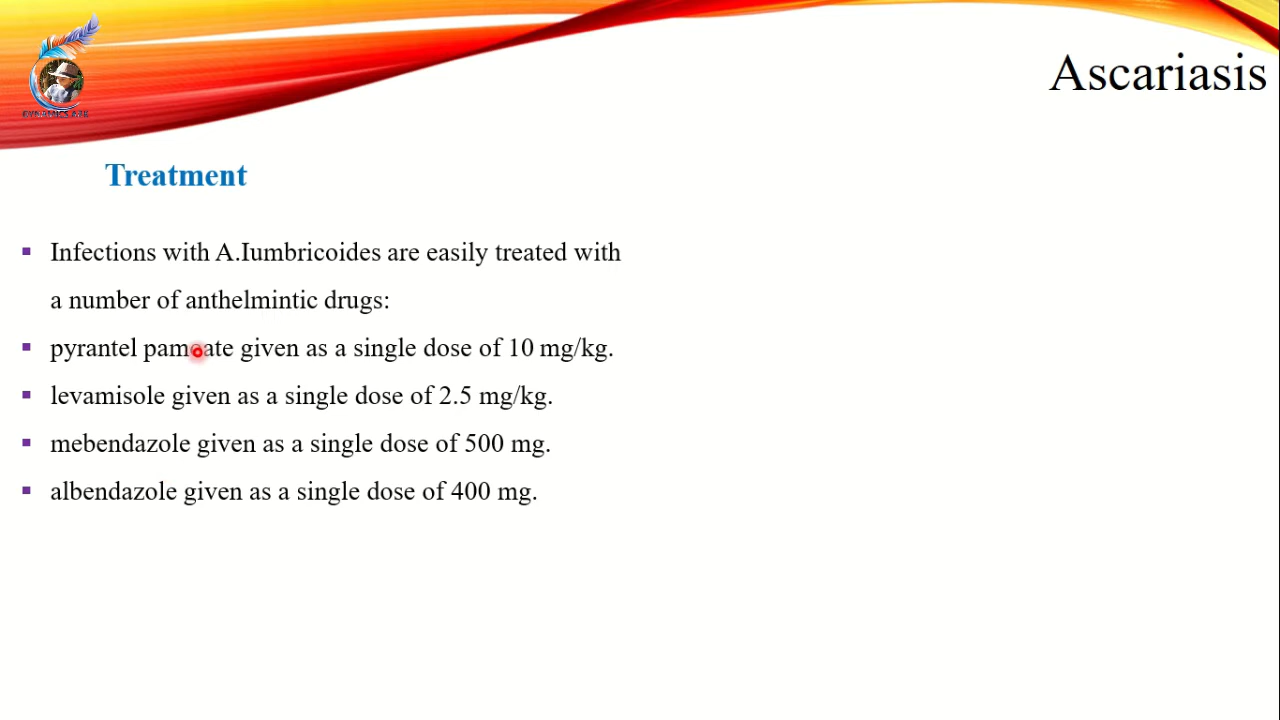 Ascariasis
Treatment
▪ Infections with A.Iumbricoides are easily treated with
a number of anthelmintic drugs:
▪ pyrantel pamoate given as a single dose of 10 mg/kg.
▪ levamisole given as a single dose of 2.5 mg/kg.
▪ mebendazole given as a single dose of 500 mg.
▪ albendazole given as a single dose of 400 mg.